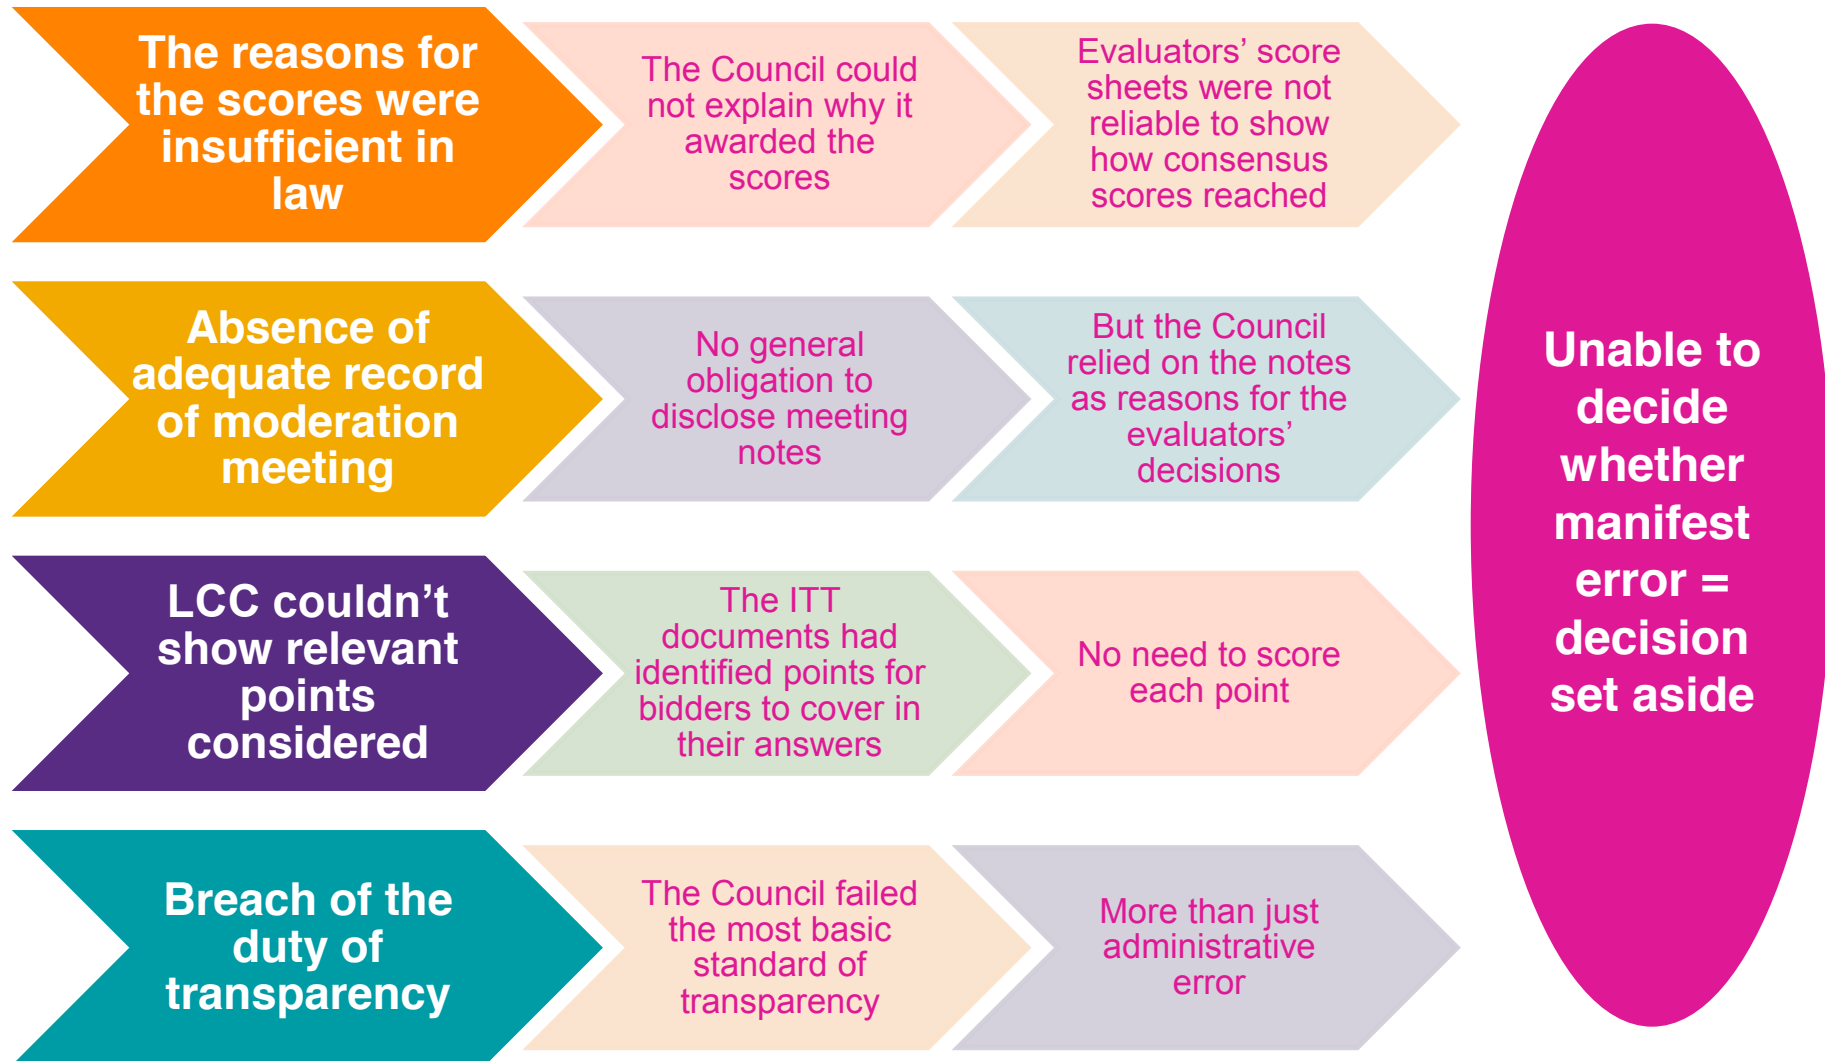 The reasons for
the scores were
insufficient in
law
The Council could
not explain why it
awarded the
scores
Evaluators’ score
sheets were not
reliable to show
how consensus
scores reached
Absence of
adequate record
of moderation
meeting
No general
obligation to
disclose meeting
notes
But the Council
relied on the notes
as reasons for the
evaluators’
decisions
LCC couldn’t
show relevant
points
considered
The ITT
documents had
identified points for
bidders to cover in
their answers
No need to score
each point
Breach of the
duty of
transparency
The Council failed
the most basic
standard of
transparency
More than just
administrative
error
Unable to
decide
whether
manifest
error =
decision
set aside